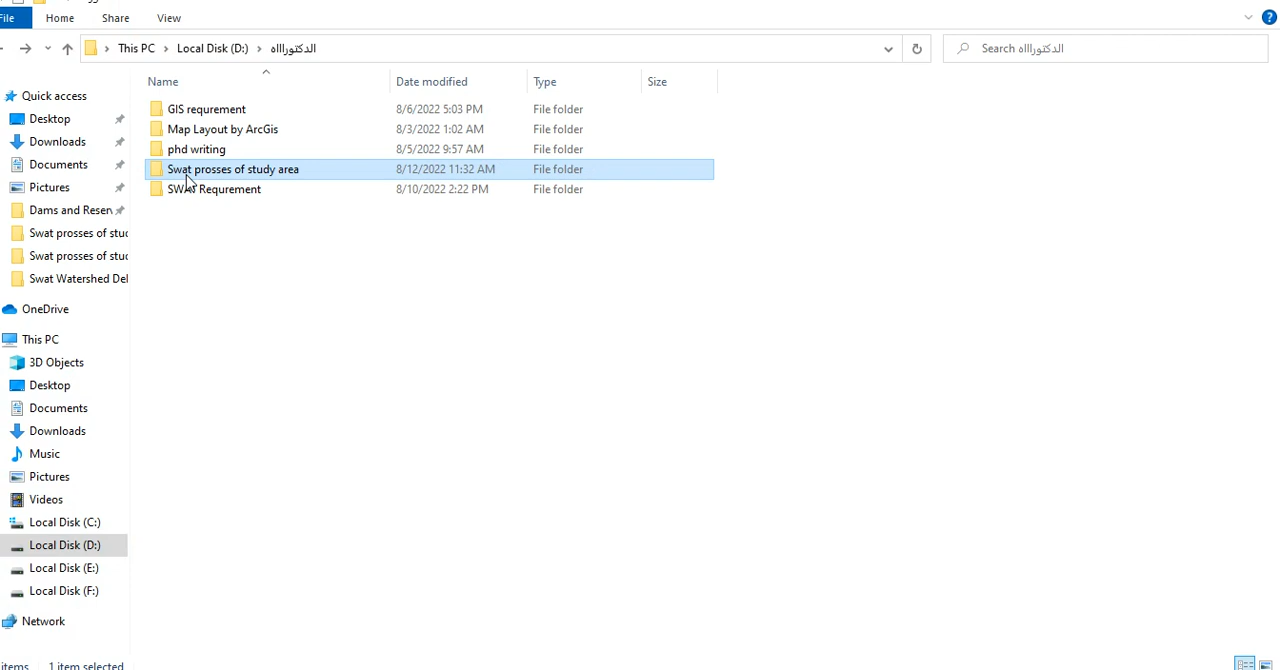 File Home Share View
This PC > Local Disk (D:) > الدكتوراااه
Search الدكتوراااه
Name Date modified Type Size
GIS requrement 8/6/2022 5:03 PM File folder
Map Layout by ArcGis 8/3/2022 1:02 AM File folder
phd writing 8/5/2022 9:57 AM File folder
Swat prosses of study area 8/12/2022 11:32 AM File folder
SWAT Requrement 8/10/2022 2:22 PM File folder
Quick access
Desktop
Downloads
Documents
Pictures
Dams and Reserv
Swat prosses of stud
Swat prosses of stud
Swat Watershed Del
OneDrive
This PC
3D Objects
Desktop
Documents
Downloads
Music
Pictures
Videos
Local Disk (C:)
Local Disk (D:)
Local Disk (E:)
Local Disk (F:)
Network
items 1 item selected